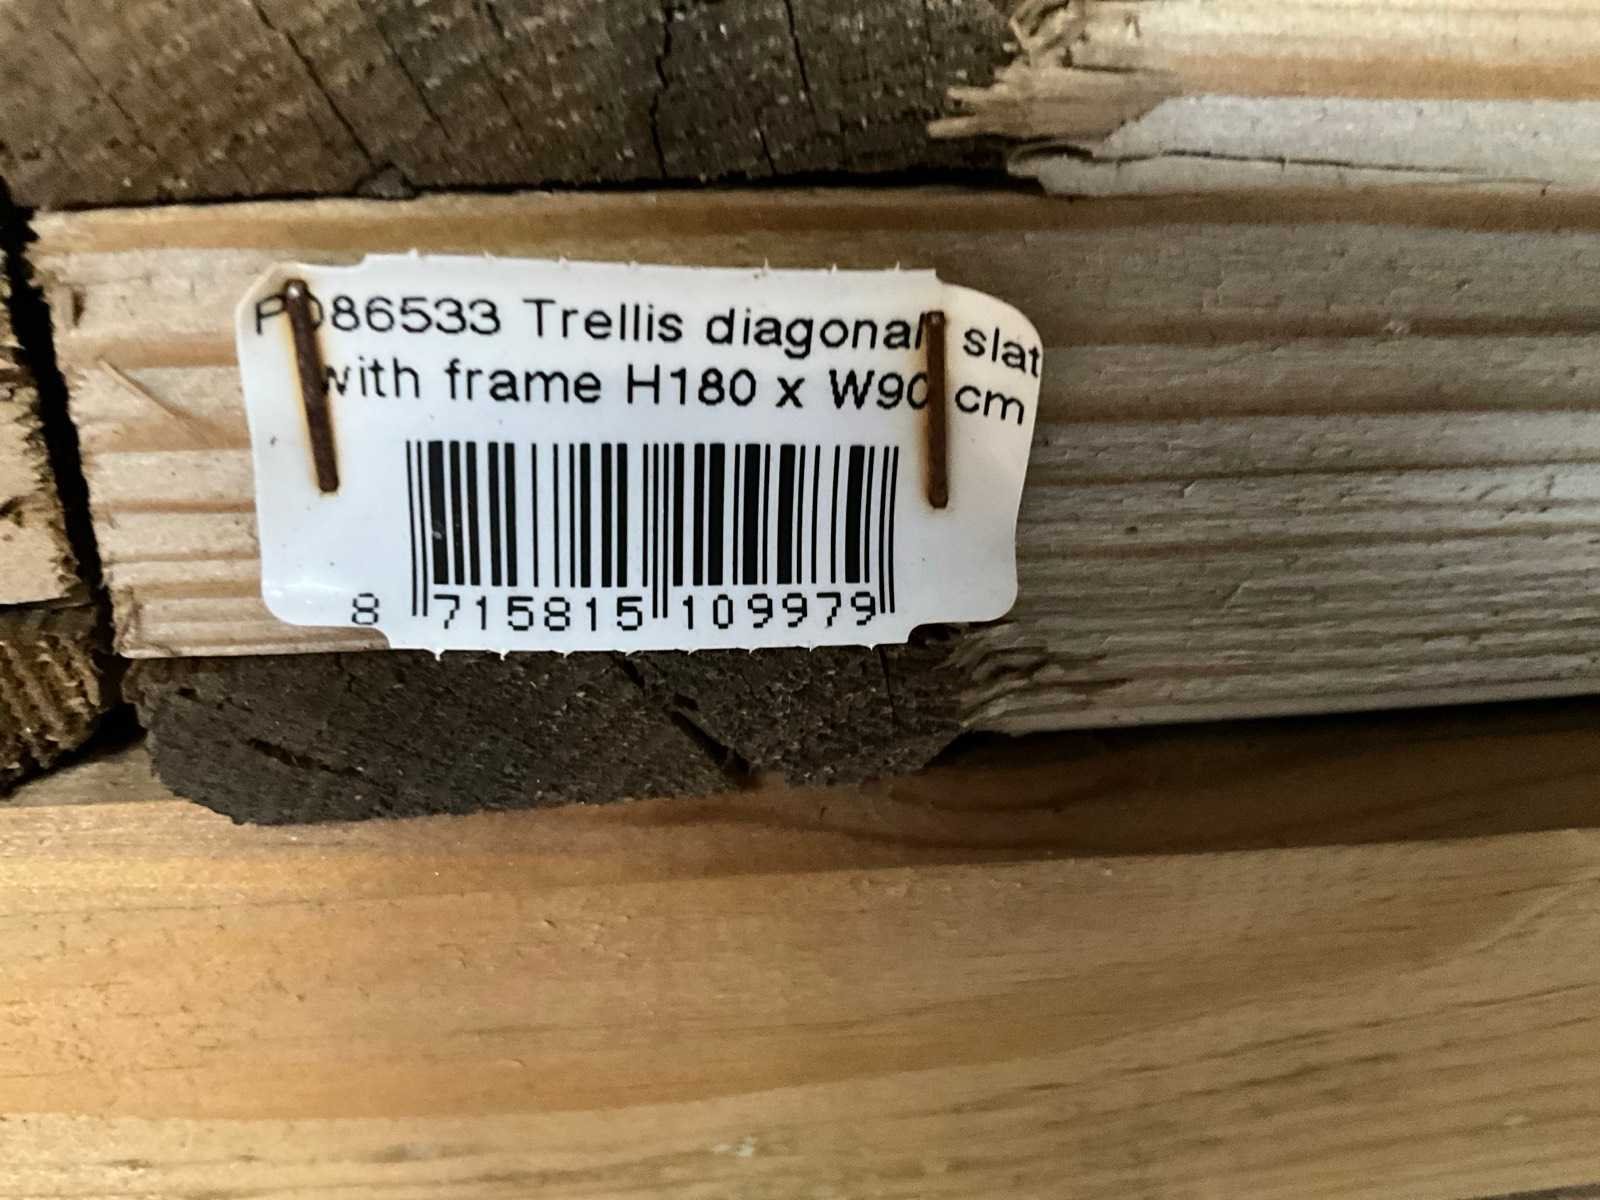 P086533 Trellis diagonal slat
with frame H180 x W90 cm
8 715815 109979